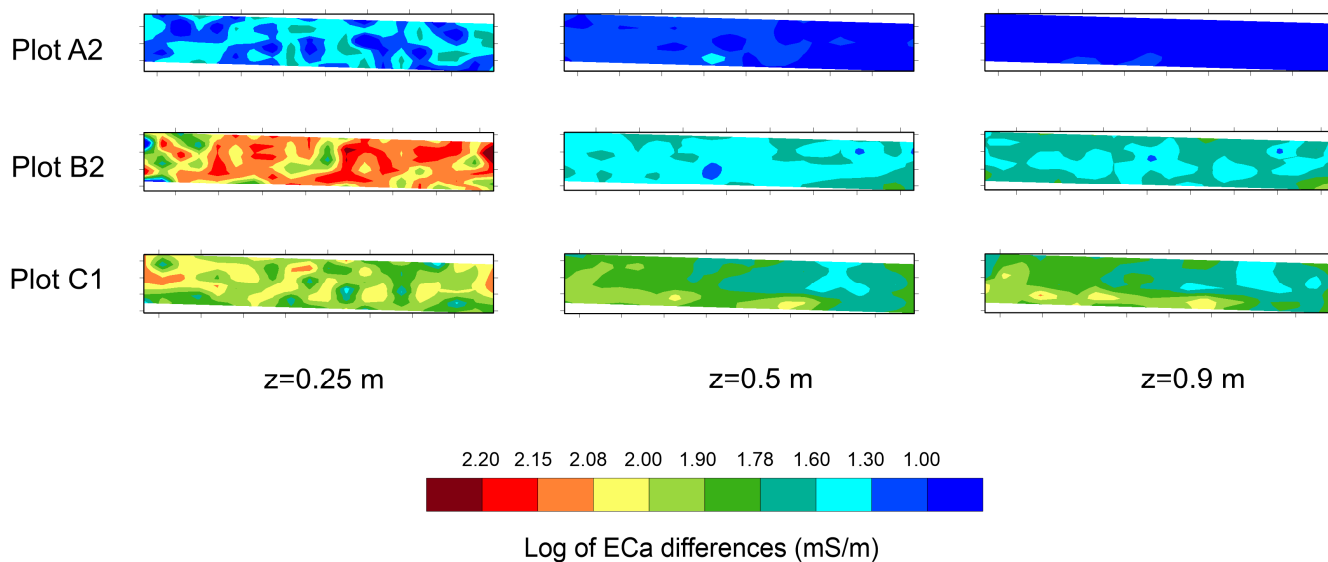 Plot A2
Plot B2
Plot C1
z=0.25 m z=0.5 m z=0.9 m
2.20 2.15 2.08 2.00 1.90 1.78 1.60 1.30 1.00
Log of ECa differences (mS/m)